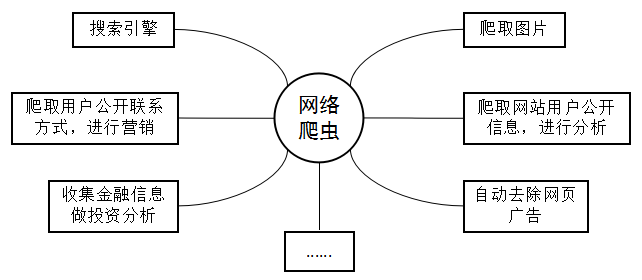 搜索引擎
爬取图片
网络
爬虫
爬取用户公开联系
方式，进行营销
爬取网站用户公开
信息，进行分析
收集金融信息
做投资分析
自动去除网页
广告
......